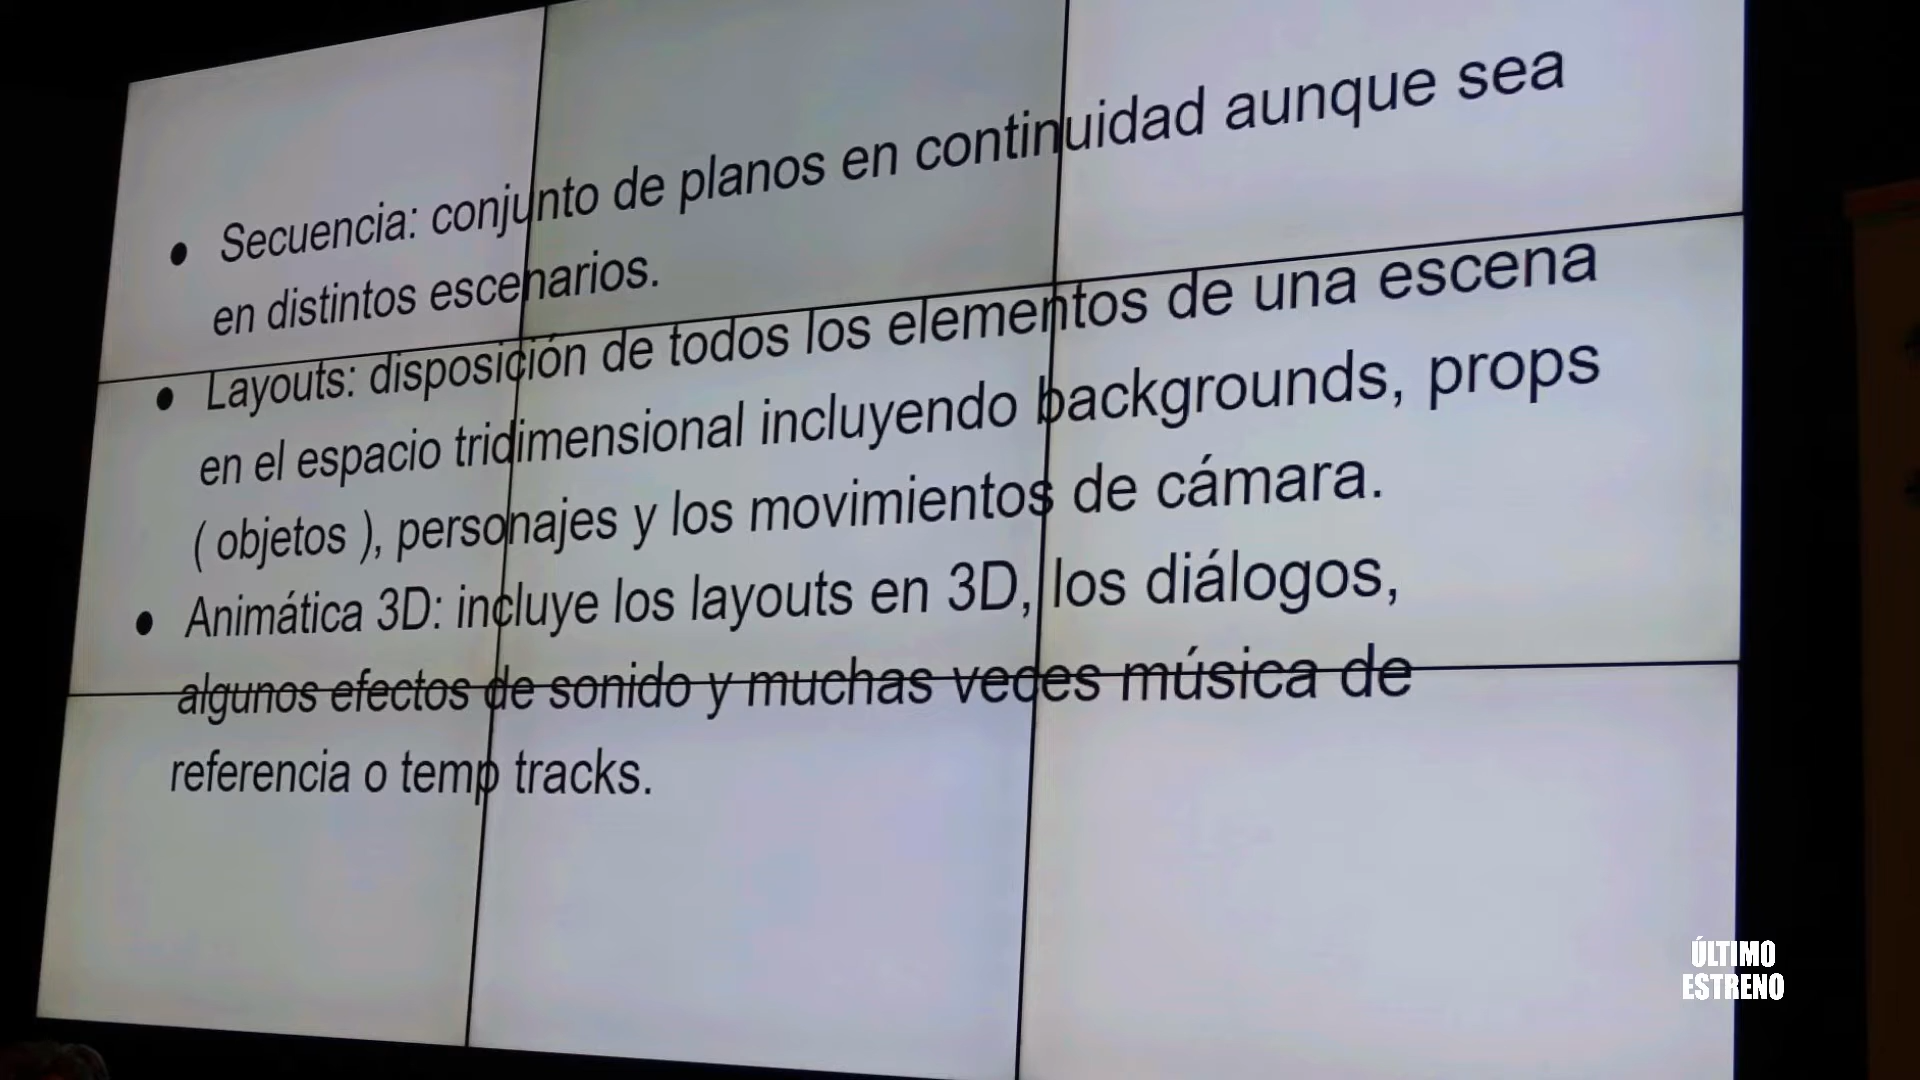 • Secuencia: conjunto de planos en continuidad aunque sea
en distintos escenarios.
• Layouts: disposición de todos los elementos de una escena
en el espacio tridimensional incluyendo backgrounds, props
( objetos ), personajes y los movimientos de cámara.
• Animática 3D: incluye los layouts en 3D, los diálogos,
algunos efectos de sonido y muchas veces música de
referencia o temp tracks.
ÚLTIMO
ESTRENO